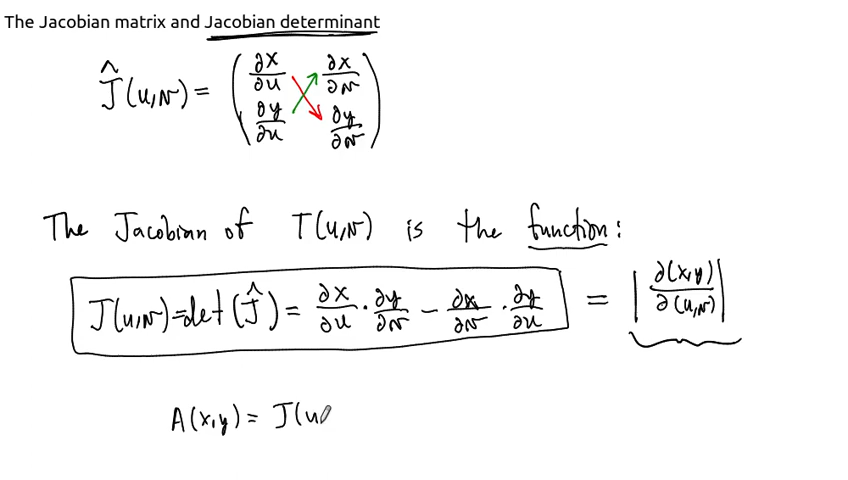 The Jacobian matrix and Jacobian determinant
Ĵ(u,v) = ( ∂x/∂u ∂x/∂v
∂y/∂u ∂y/∂v )
The Jacobian of T(u,v) is the function:
J(u,v)=det(Ĵ) = ∂x/∂u · ∂y/∂v − ∂x/∂v · ∂y/∂u = |∂(x,y)/∂(u,v)|
A(x,y) = J(u